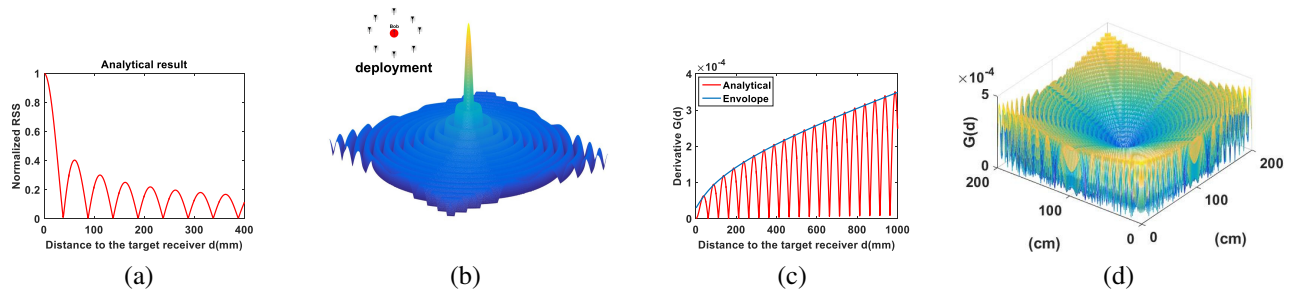 Analytical result
Normalized RSS
1
0.8
0.6
0.4
0.2
0
0 100 200 300 400
Distance to the target receiver d(mm)
(a)
Bob
deployment
(b)
×10⁻⁴
Derivative G(d)
4
3
2
1
0
Analytical
Envolope
0 200 400 600 800 1000
Distance to the target receiver d(mm)
(c)
×10⁻⁴
G(d)
5
0
200
100
0
(cm)
0
100
200
(cm)
(d)